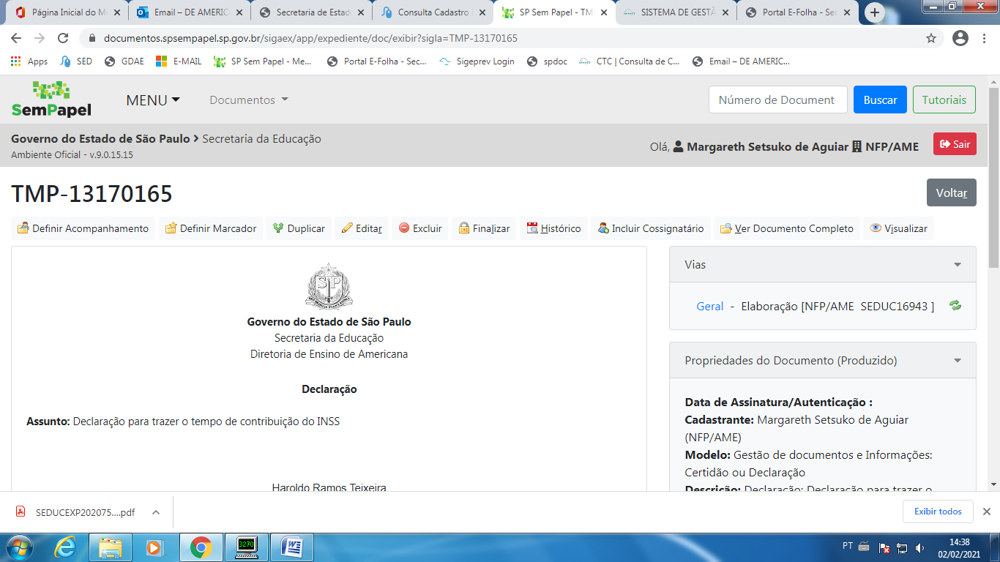 Página Inicial do Mi
Email – DE AMERIC
Secretaria de Estad
Consulta Cadastro
SP Sem Papel - TM
SISTEMA DE GESTÃ
Portal E-Folha - Sec
documentos.spsempapel.sp.gov.br/sigaex/app/expediente/doc/exibir?sigla=TMP-13170165
Apps
SED
GDAE
E-MAIL
SP Sem Papel - Me...
Portal E-Folha - Sec...
Sigeprev Login
spdoc
CTC | Consulta de C...
Email – DE AMERIC...
SemPapel
MENU
Documentos
Número de Document
Buscar
Tutoriais
Governo do Estado de São Paulo > Secretaria da Educação
Ambiente Oficial - v.9.0.15.15
Olá, Margareth Setsuko de Aguiar NFP/AME
Sair
TMP-13170165
Voltar
Definir Acompanhamento
Definir Marcador
Duplicar
Editar
Excluir
Finalizar
Histórico
Incluir Cossignatário
Ver Documento Completo
Visualizar
SP
Governo do Estado de São Paulo
Secretaria da Educação
Diretoria de Ensino de Americana
Declaração
Assunto: Declaração para trazer o tempo de contribuição do INSS
Haroldo Ramos Teixeira
Vias
Geral - Elaboração [NFP/AME SEDUC16943 ]
Propriedades do Documento (Produzido)
Data de Assinatura/Autenticação :
Cadastrante: Margareth Setsuko de Aguiar
(NFP/AME)
Modelo: Gestão de documentos e Informações:
Certidão ou Declaração
Descrição: Declaração: Declaração para trazer o
SEDUCEXP202075....pdf
Exibir todos
3270
PT
14:38
02/02/2021